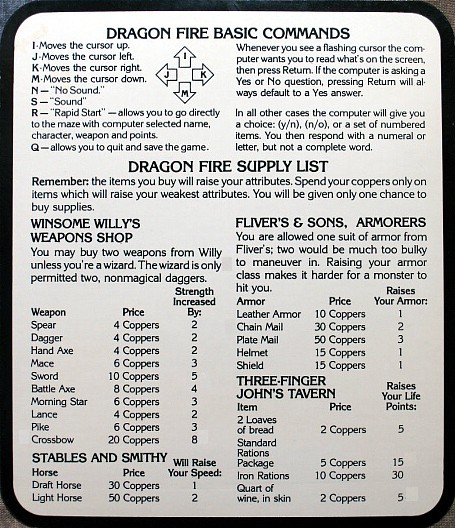 DRAGON FIRE BASIC COMMANDS
I-Moves the cursor up.
J-Moves the cursor left.
K-Moves the cursor right.
M-Moves the cursor down.
N — "No Sound."
S — "Sound"
R — "Rapid Start" — allows you to go directly
to the maze with computer selected name,
character, weapon and points.
Q — allows you to quit and save the game.
I
J K
M
Whenever you see a flashing cursor the com-
puter wants you to read what's on the screen,
then press Return. If the computer is asking a
Yes or No question, pressing Return will al-
ways default to a Yes answer.
In all other cases the computer will give you
a choice: (y/n), (n/o), or a set of numbered
items. You then respond with a numeral or
letter, but not a complete word.
DRAGON FIRE SUPPLY LIST
Remember: the items you buy will raise your attributes. Spend your coppers only on
items which will raise your weakest attributes. You will be given only one chance to
buy supplies.
WINSOME WILLY'S
WEAPONS SHOP
You may buy two weapons from Willy
unless you're a wizard. The wizard is only
permitted two, nonmagical daggers.
Strength
Increased
Weapon Price By:
Spear 4 Coppers 2
Dagger 4 Coppers 2
Hand Axe 4 Coppers 2
Mace 6 Coppers 3
Sword 10 Coppers 5
Battle Axe 8 Coppers 4
Morning Star 6 Coppers 3
Lance 4 Coppers 2
Pike 6 Coppers 3
Crossbow 20 Coppers 8
STABLES AND SMITHY
Will Raise
Horse Price Your Speed:
Draft Horse 30 Coppers 1
Light Horse 50 Coppers 2
FLIVER'S & SONS, ARMORERS
You are allowed one suit of armor from
Fliver's; two would be much too bulky
to maneuver in. Raising your armor
class makes it harder for a monster to
hit you.
Raises
Armor Price Your Armor:
Leather Armor 10 Coppers 1
Chain Mail 30 Coppers 2
Plate Mail 50 Coppers 3
Helmet 15 Coppers 1
Shield 15 Coppers 1
THREE-FINGER
JOHN'S TAVERN
Raises
Your Life
Item Price Points:
2 Loaves
of bread 2 Coppers 5
Standard
Rations
Package 5 Coppers 15
Iron Rations 10 Coppers 30
Quart of
wine, in skin 2 Coppers 5